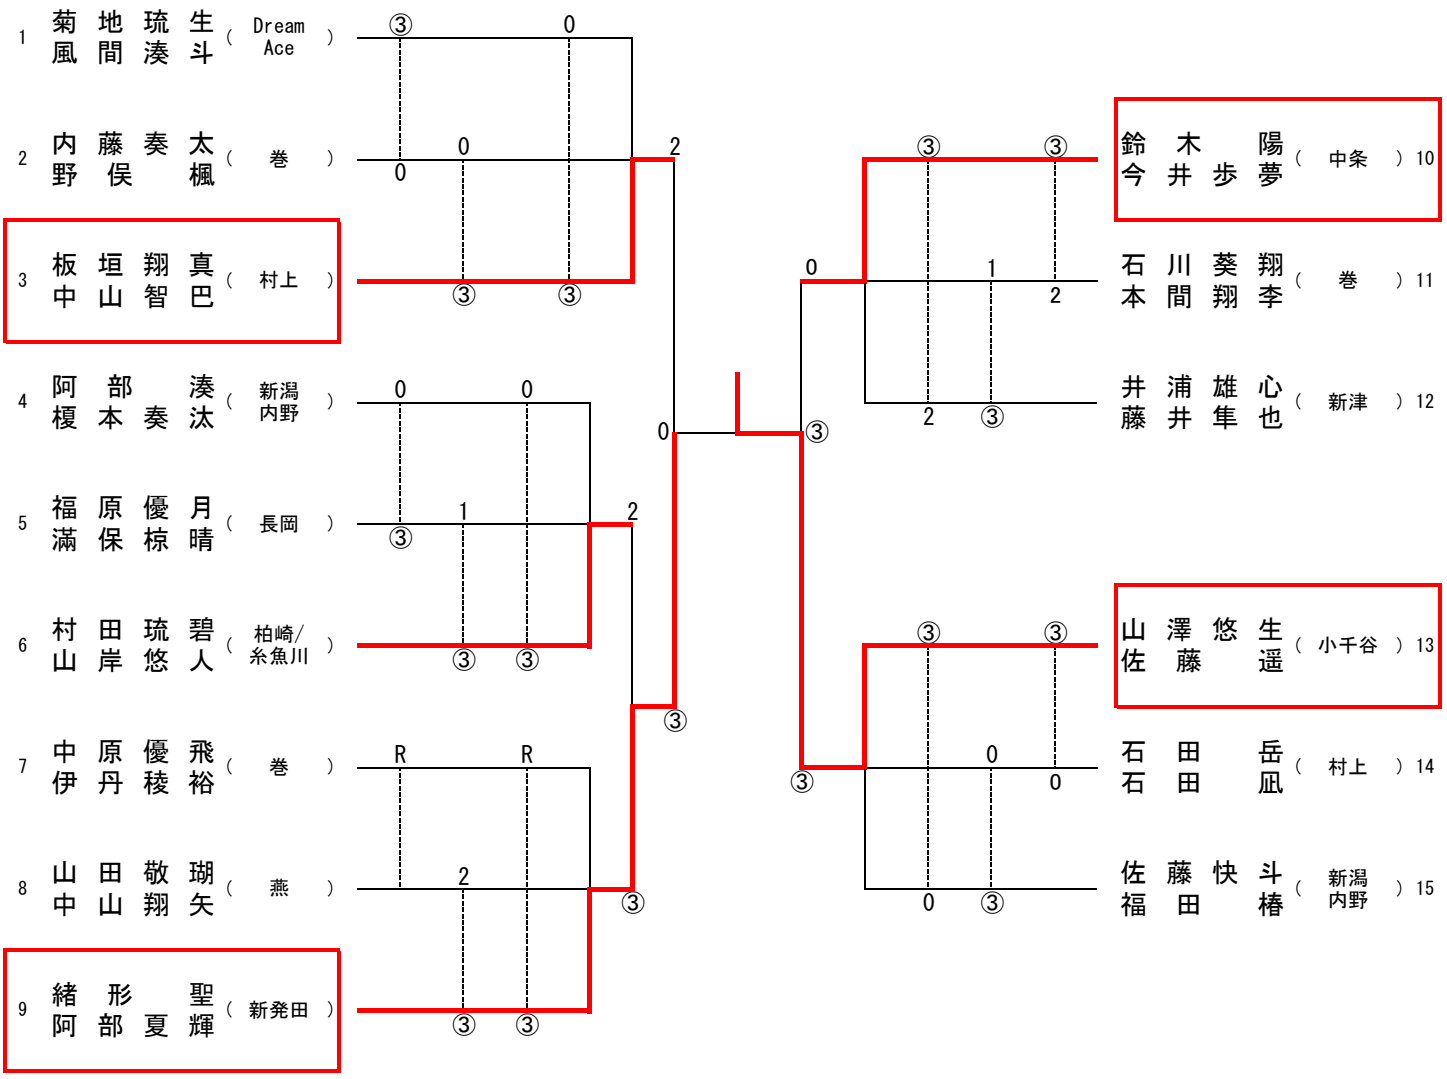 1 菊地琉生 ( Dream )
風間湊斗 Ace
③ 0
2 内藤奏太 ( 巻 )
野俣楓
0 0
2
3 板垣翔真 ( 村上 )
中山智巴
③ ③
4 阿部湊 ( 新潟 )
榎本奏汰 内野
0 0
0
5 福原優月 ( 長岡 )
滿保椋晴
③ 1
2
6 村田琉碧 ( 柏崎/ )
山岸悠人 糸魚川
③ ③
③
7 中原優飛 ( 巻 )
伊丹稜裕
R R
8 山田敬瑚 ( 燕 )
中山翔矢
2
③
9 緒形聖 ( 新発田 )
阿部夏輝
③ ③
③ ③
鈴木陽 ( 中条 ) 10
今井歩夢
0
1 2
石川葵翔 ( 巻 ) 11
本間翔李
2 ③
井浦雄心 ( 新津 ) 12
藤井隼也
③
③ ③
山澤悠生 ( 小千谷 ) 13
佐藤遥
③
0 0
石田岳 ( 村上 ) 14
石田凪
0 ③
佐藤快斗 ( 新潟 ) 15
福田椿 内野